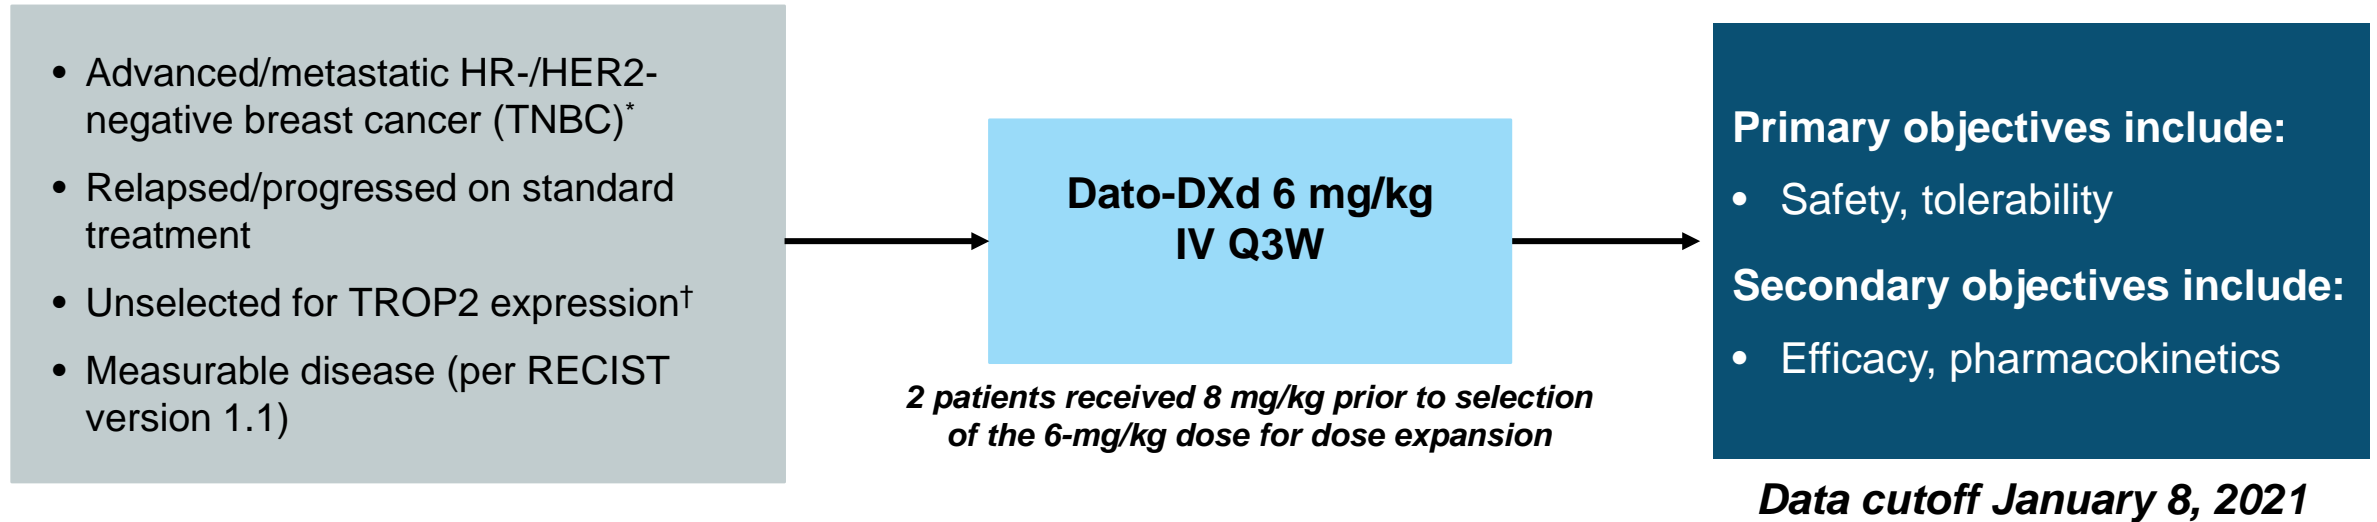 • Advanced/metastatic HR-/HER2-
negative breast cancer (TNBC)*
• Relapsed/progressed on standard
treatment
• Unselected for TROP2 expression†
• Measurable disease (per RECIST
version 1.1)
Dato-DXd 6 mg/kg
IV Q3W
2 patients received 8 mg/kg prior to selection
of the 6-mg/kg dose for dose expansion
Primary objectives include:
• Safety, tolerability
Secondary objectives include:
• Efficacy, pharmacokinetics
Data cutoff January 8, 2021